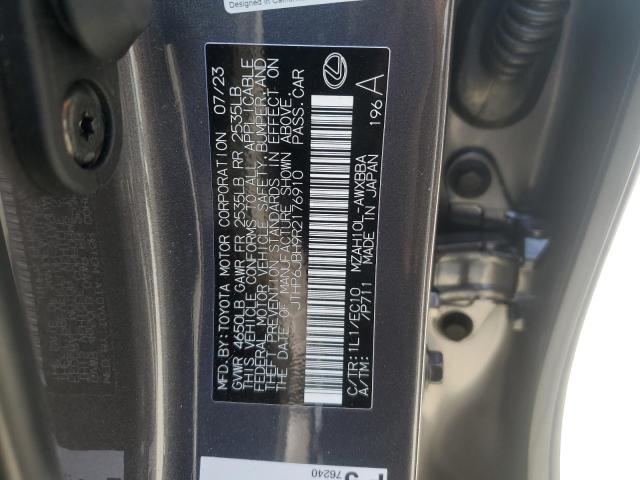 MFD.BY:TOYOTA MOTOR CORPORATION 07/23
GVWR 4650LB GAWR FR 2535LB RR 2535LB
THIS VEHICLE CONFORMS TO ALL APPLICABLE
FEDERAL MOTOR VEHICLE SAFETY,BUMPER,AND
THEFT PREVENTION STANDARDS IN EFFECT ON
THE DATE OF MANUFACTURE SHOWN ABOVE.
JTHP6JBH9R2176910 PASS.CAR
C/TR:1L1/EC10 MZAH10L-AWXBBA
A/TM: /P711 MADE IN JAPAN 196 A
76240